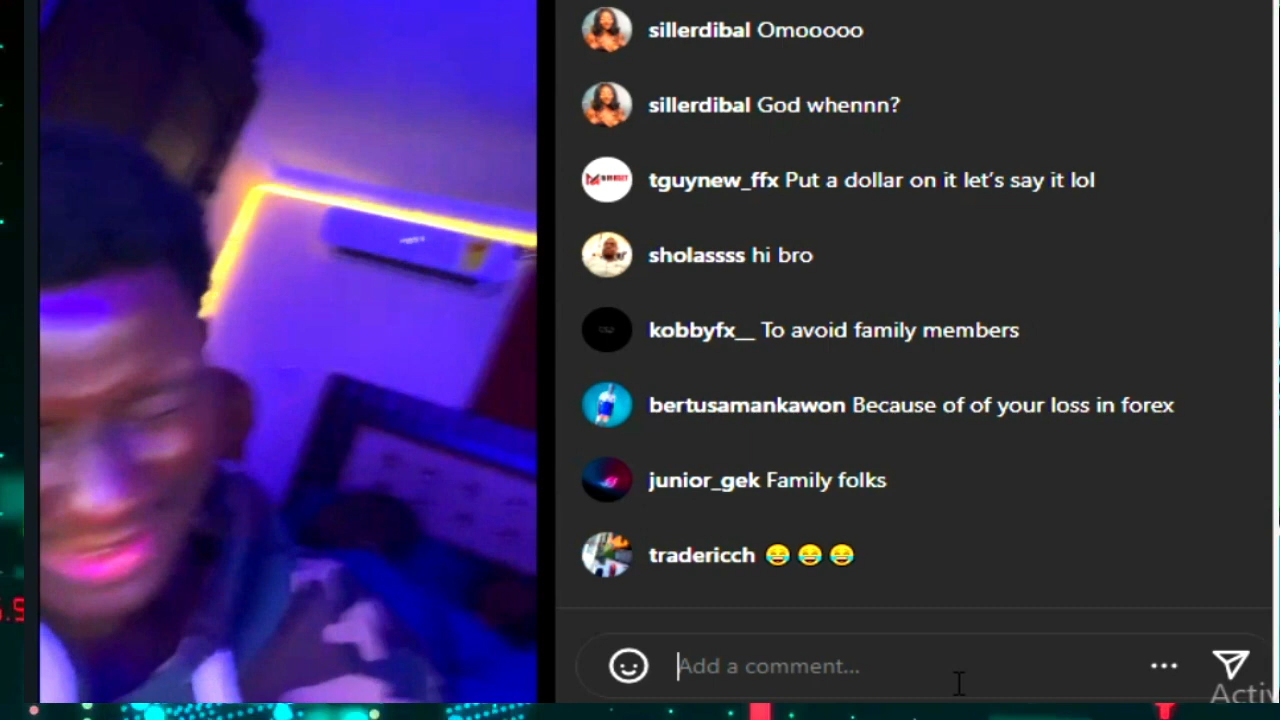 sillerdibal Omooooo
sillerdibal God whennn?
tguynew_ffx Put a dollar on it let's say it lol
sholassss hi bro
kobbyfx__ To avoid family members
bertusamankawon Because of of your loss in forex
junior_gek Family folks
tradericch 😂 😂 😂
Add a comment...
Activ